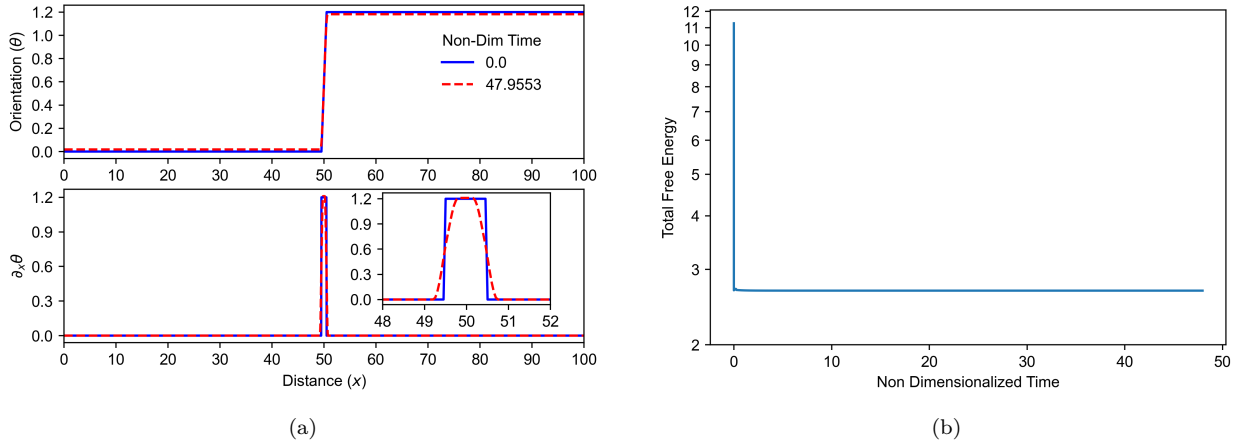 Orientation (θ)
1.2
1.0
0.8
0.6
0.4
0.2
0.0
Non-Dim Time
0.0
47.9553
0 10 20 30 40 50 60 70 80 90 100
∂ₓθ
1.2
0.9
0.6
0.3
0.0
1.2
0.9
0.6
0.3
0.0
48 49 50 51 52
0 10 20 30 40 50 60 70 80 90 100
Distance (x)
(a)
Total Free Energy
12
11
10
9
8
7
6
5
4
3
2
0 10 20 30 40 50
Non Dimensionalized Time
(b)